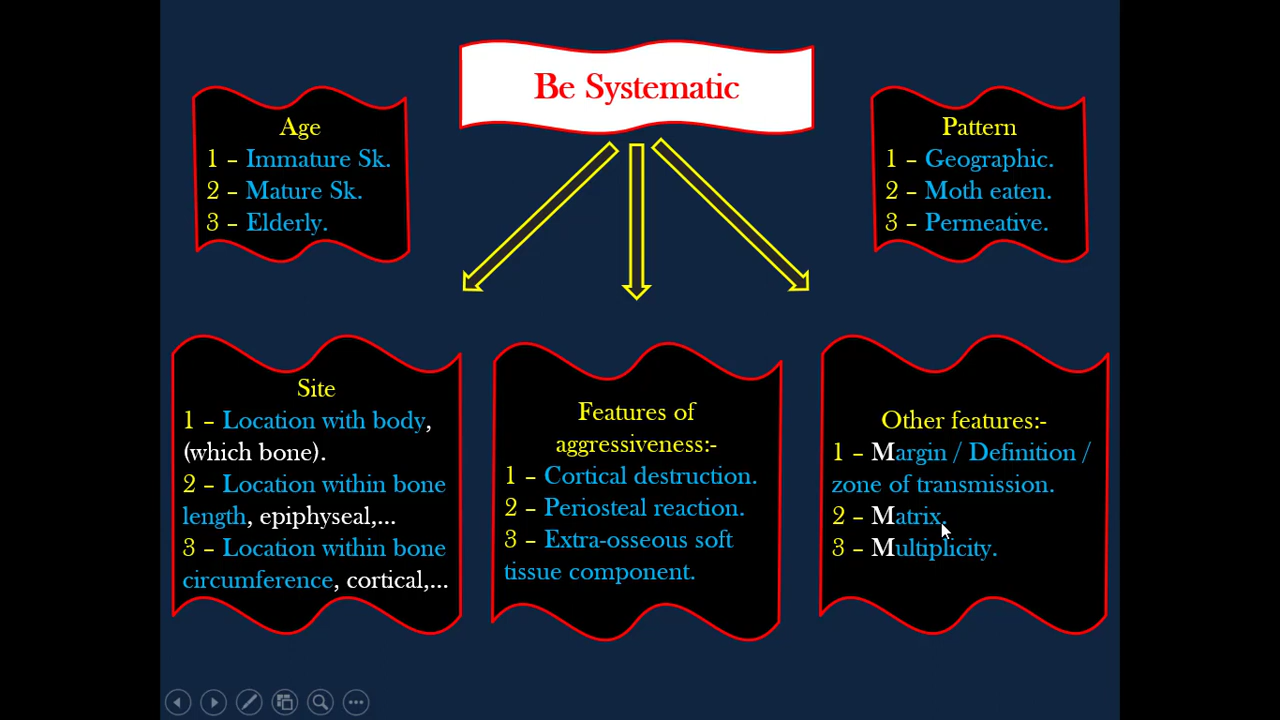 Be Systematic
Age
1 – Immature Sk.
2 – Mature Sk.
3 – Elderly.
Pattern
1 – Geographic.
2 – Moth eaten.
3 – Permeative.
Site
1 – Location with body,
(which bone).
2 – Location within bone
length, epiphyseal,...
3 – Location within bone
circumference, cortical,...
Features of
aggressiveness:-
1 – Cortical destruction.
2 – Periosteal reaction.
3 – Extra-osseous soft
tissue component.
Other features:-
1 – Margin / Definition /
zone of transmission.
2 – Matrix.
3 – Multiplicity.